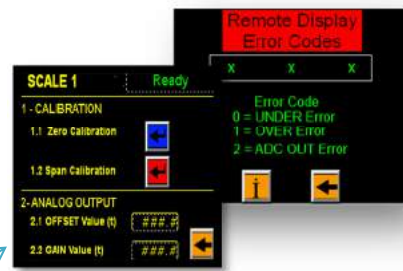 Remote Display
Error Codes
X X X
Error Code
0 = UNDER Error
1 = OVER Error
2 = ADC OUT Error
i
SCALE 1 Ready
1 - CALIBRATION
1.1 Zero Calibration
1.2 Span Calibration
2- ANALOG OUTPUT
2.1 OFFSET Value (t) ###.#
2.2 GAIN Value (t) ###.#